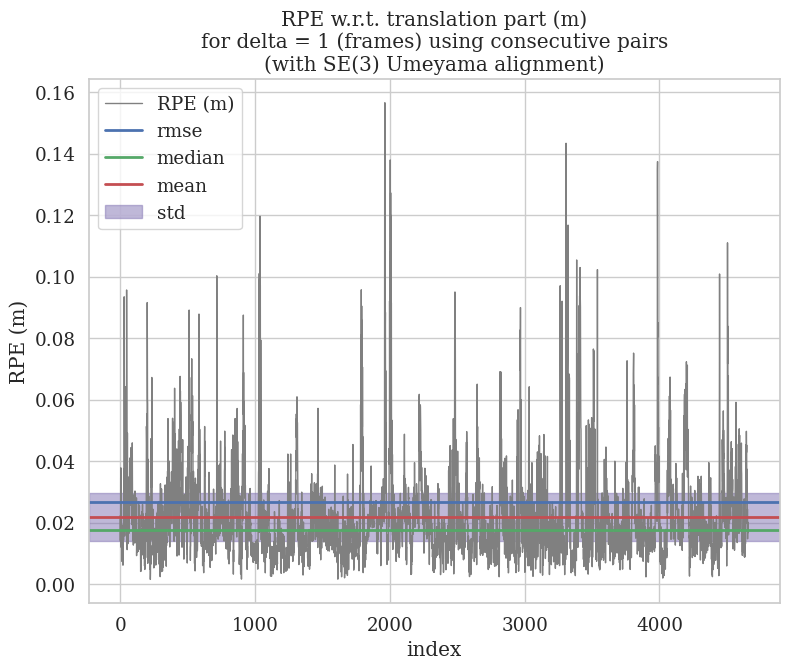 RPE w.r.t. translation part (m)
for delta = 1 (frames) using consecutive pairs
(with SE(3) Umeyama alignment)
RPE (m)
rmse
median
mean
std
RPE (m)
0.16
0.14
0.12
0.10
0.08
0.06
0.04
0.02
0.00
0
1000
2000
3000
4000
index